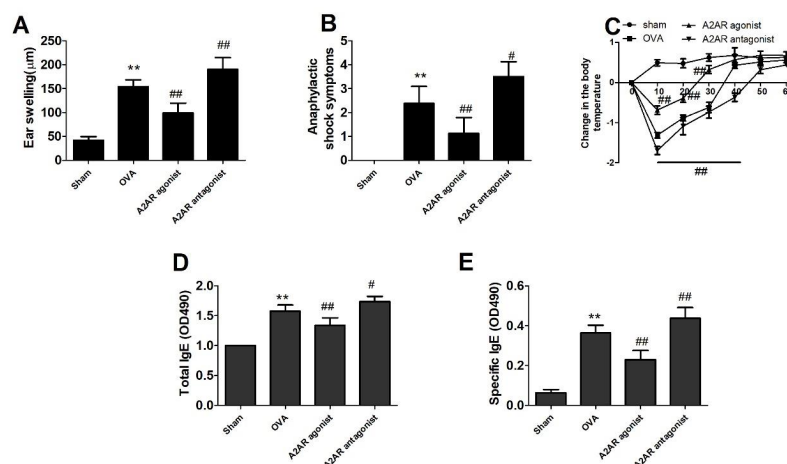 A
Ear swelling(μm)
250
200
150
100
50
0
**
##
##
Sham
OVA
A2AR agonist
A2AR antagonist
B
Anaphylactic
shock symptoms
5
4
3
2
1
0
**
##
#
Sham
OVA
A2AR agonist
A2AR antagonist
C
sham
OVA
A2AR agonist
A2AR antagonist
Change in the body
temperature
1
0
-1
-2
0 10 20 30 40 50 6
##
##
##
##
D
Total IgE (OD490)
2.0
1.5
1.0
0.5
0.0
**
##
#
Sham
OVA
A2AR agonist
A2AR antagonist
E
Specific IgE (OD490)
0.6
0.4
0.2
0.0
**
##
##
Sham
OVA
A2AR agonist
A2AR antagonist